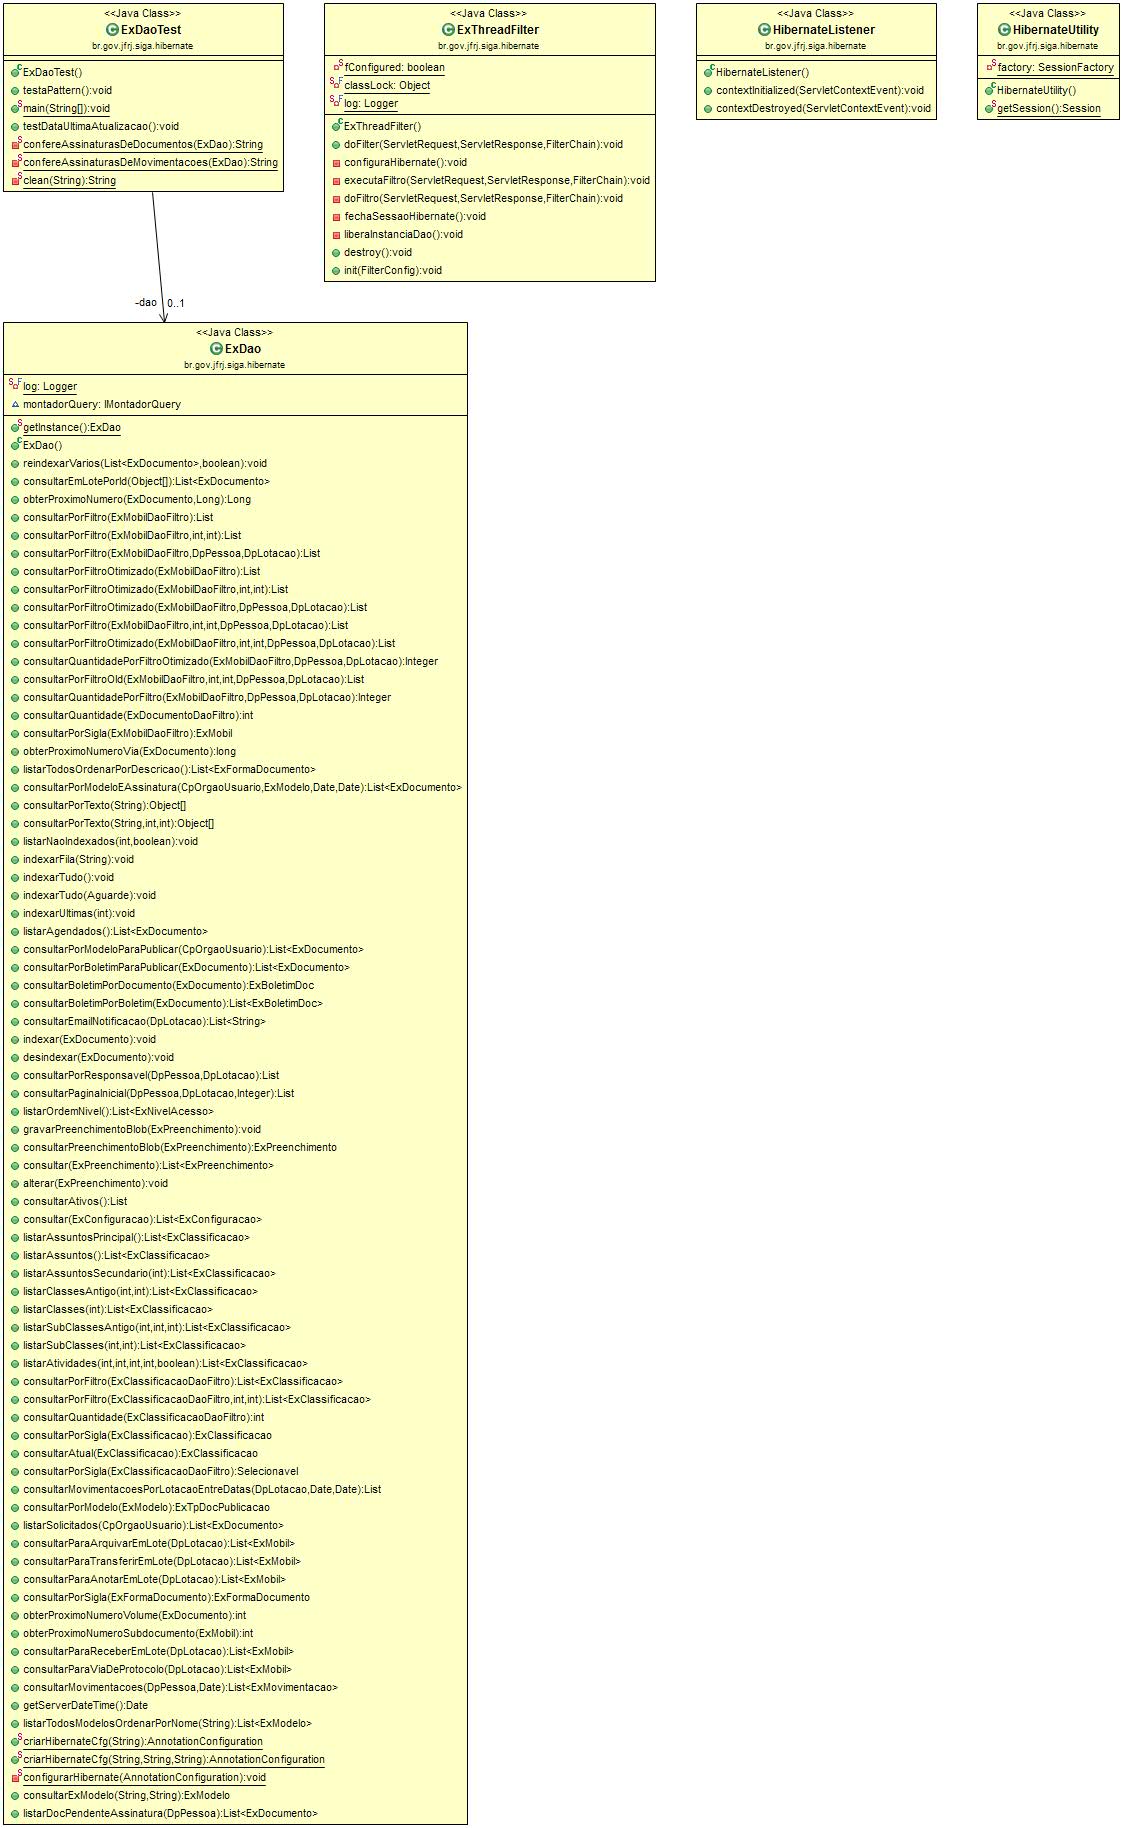 <<Java Class>>
ExDaoTest
br.gov.jfrj.siga.hibernate
ExDaoTest()
testaPattern():void
main(String[]):void
testDataUltimaAtualizacao():void
confereAssinaturasDeDocumentos(ExDao):String
confereAssinaturasDeMovimentacoes(ExDao):String
clean(String):String
<<Java Class>>
ExThreadFilter
br.gov.jfrj.siga.hibernate
fConfigured: boolean
classLock: Object
log: Logger
ExThreadFilter()
doFilter(ServletRequest,ServletResponse,FilterChain):void
configuraHibernate():void
executaFiltro(ServletRequest,ServletResponse,FilterChain):void
doFiltro(ServletRequest,ServletResponse,FilterChain):void
fechaSessaoHibernate():void
liberaInstanciaDao():void
destroy():void
init(FilterConfig):void
<<Java Class>>
HibernateListener
br.gov.jfrj.siga.hibernate
HibernateListener()
contextInitialized(ServletContextEvent):void
contextDestroyed(ServletContextEvent):void
<<Java Class>>
HibernateUtility
br.gov.jfrj.siga.hibernate
factory: SessionFactory
HibernateUtility()
getSession():Session
-dao 0..1
<<Java Class>>
ExDao
br.gov.jfrj.siga.hibernate
log: Logger
montadorQuery: IMontadorQuery
getInstance():ExDao
ExDao()
reindexarVarios(List<ExDocumento>,boolean):void
consultarEmLotePorId(Object[]):List<ExDocumento>
obterProximoNumero(ExDocumento,Long):Long
consultarPorFiltro(ExMobilDaoFiltro):List
consultarPorFiltro(ExMobilDaoFiltro,int,int):List
consultarPorFiltro(ExMobilDaoFiltro,DpPessoa,DpLotacao):List
consultarPorFiltroOtimizado(ExMobilDaoFiltro):List
consultarPorFiltroOtimizado(ExMobilDaoFiltro,int,int):List
consultarPorFiltroOtimizado(ExMobilDaoFiltro,DpPessoa,DpLotacao):List
consultarPorFiltro(ExMobilDaoFiltro,int,int,DpPessoa,DpLotacao):List
consultarPorFiltroOtimizado(ExMobilDaoFiltro,int,int,DpPessoa,DpLotacao):List
consultarQuantidadePorFiltroOtimizado(ExMobilDaoFiltro,DpPessoa,DpLotacao):Integer
consultarPorFiltroOld(ExMobilDaoFiltro,int,int,DpPessoa,DpLotacao):List
consultarQuantidadePorFiltro(ExMobilDaoFiltro,DpPessoa,DpLotacao):Integer
consultarQuantidade(ExDocumentoDaoFiltro):int
consultarPorSigla(ExMobilDaoFiltro):ExMobil
obterProximoNumeroVia(ExDocumento):long
listarTodosOrdenarPorDescricao():List<ExFormaDocumento>
consultarPorModeloEAssinatura(CpOrgaoUsuario,ExModelo,Date,Date):List<ExDocumento>
consultarPorTexto(String):Object[]
consultarPorTexto(String,int,int):Object[]
listarNaoIndexados(int,boolean):void
indexarFila(String):void
indexarTudo():void
indexarTudo(Aguarde):void
indexarUltimas(int):void
listarAgendados():List<ExDocumento>
consultarPorModeloParaPublicar(CpOrgaoUsuario):List<ExDocumento>
consultarPorBoletimParaPublicar(ExDocumento):List<ExDocumento>
consultarBoletimPorDocumento(ExDocumento):ExBoletimDoc
consultarBoletimPorBoletim(ExDocumento):List<ExBoletimDoc>
consultarEmailNotificacao(DpLotacao):List<String>
indexar(ExDocumento):void
desindexar(ExDocumento):void
consultarPorResponsavel(DpPessoa,DpLotacao):List
consultarPaginaInicial(DpPessoa,DpLotacao,Integer):List
listarOrdemNivel():List<ExNivelAcesso>
gravarPreenchimentoBlob(ExPreenchimento):void
consultarPreenchimentoBlob(ExPreenchimento):ExPreenchimento
consultar(ExPreenchimento):List<ExPreenchimento>
alterar(ExPreenchimento):void
consultarAtivos():List
consultar(ExConfiguracao):List<ExConfiguracao>
listarAssuntosPrincipal():List<ExClassificacao>
listarAssuntos():List<ExClassificacao>
listarAssuntosSecundario(int):List<ExClassificacao>
listarClassesAntigo(int,int):List<ExClassificacao>
listarClasses(int):List<ExClassificacao>
listarSubClassesAntigo(int,int,int):List<ExClassificacao>
listarSubClasses(int,int):List<ExClassificacao>
listarAtividades(int,int,int,int,boolean):List<ExClassificacao>
consultarPorFiltro(ExClassificacaoDaoFiltro):List<ExClassificacao>
consultarPorFiltro(ExClassificacaoDaoFiltro,int,int):List<ExClassificacao>
consultarQuantidade(ExClassificacaoDaoFiltro):int
consultarPorSigla(ExClassificacao):ExClassificacao
consultarAtual(ExClassificacao):ExClassificacao
consultarPorSigla(ExClassificacaoDaoFiltro):Selecionavel
consultarMovimentacoesPorLotacaoEntreDatas(DpLotacao,Date,Date):List
consultarPorModelo(ExModelo):ExTpDocPublicacao
listarSolicitados(CpOrgaoUsuario):List<ExDocumento>
consultarParaArquivarEmLote(DpLotacao):List<ExMobil>
consultarParaTransferirEmLote(DpLotacao):List<ExMobil>
consultarParaAnotarEmLote(DpLotacao):List<ExMobil>
consultarPorSigla(ExFormaDocumento):ExFormaDocumento
obterProximoNumeroVolume(ExDocumento):int
obterProximoNumeroSubdocumento(ExMobil):int
consultarParaReceberEmLote(DpLotacao):List<ExMobil>
consultarParaViaDeProtocolo(DpLotacao):List<ExMobil>
consultarMovimentacoes(DpPessoa,Date):List<ExMovimentacao>
getServerDateTime():Date
listarTodosModelosOrdenarPorNome(String):List<ExModelo>
criarHibernateCfg(String):AnnotationConfiguration
criarHibernateCfg(String,String,String):AnnotationConfiguration
configurarHibernate(AnnotationConfiguration):void
consultarExModelo(String,String):ExModelo
listarDocPendenteAssinatura(DpPessoa):List<ExDocumento>